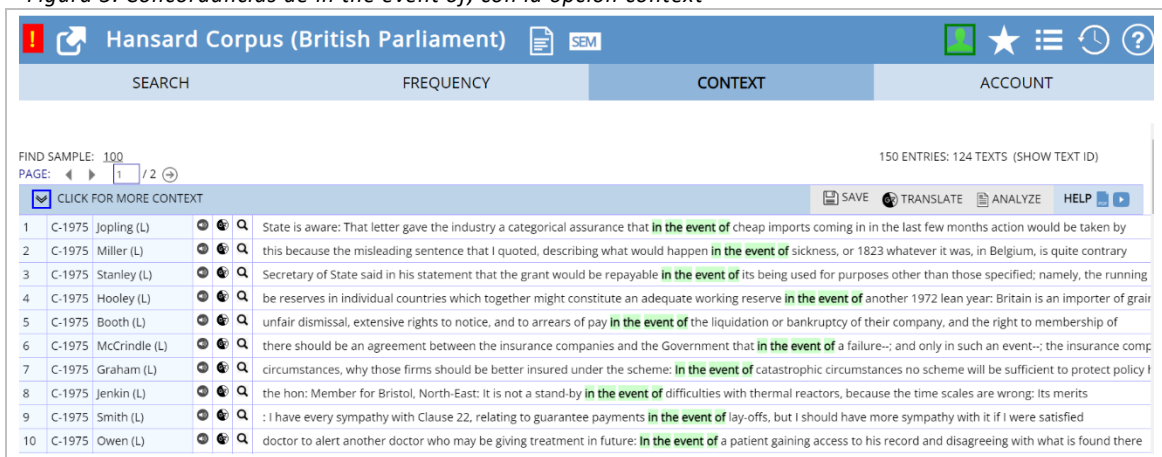 Figura 3. Concordancias de in the event of, con la opción context
! Hansard Corpus (British Parliament) SEM ?
SEARCH FREQUENCY CONTEXT ACCOUNT
FIND SAMPLE: 100 150 ENTRIES: 124 TEXTS (SHOW TEXT ID)
PAGE: 1 / 2
CLICK FOR MORE CONTEXT SAVE TRANSLATE ANALYZE HELP
1 C-1975 Jopling (L) State is aware: That letter gave the industry a categorical assurance that in the event of cheap imports coming in in the last few months action would be taken by
2 C-1975 Miller (L) this because the misleading sentence that I quoted, describing what would happen in the event of sickness, or 1823 whatever it was, in Belgium, is quite contrary
3 C-1975 Stanley (L) Secretary of State said in his statement that the grant would be repayable in the event of its being used for purposes other than those specified; namely, the running
4 C-1975 Hooley (L) be reserves in individual countries which together might constitute an adequate working reserve in the event of another 1972 lean year: Britain is an importer of grain
5 C-1975 Booth (L) unfair dismissal, extensive rights to notice, and to arrears of pay in the event of the liquidation or bankruptcy of their company, and the right to membership of
6 C-1975 McCrindle (L) there should be an agreement between the insurance companies and the Government that in the event of a failure--; and only in such an event--; the insurance comp
7 C-1975 Graham (L) circumstances, why those firms should be better insured under the scheme: In the event of catastrophic circumstances no scheme will be sufficient to protect policy h
8 C-1975 Jenkin (L) the hon: Member for Bristol, North-East: It is not a stand-by in the event of difficulties with thermal reactors, because the time scales are wrong: Its merits
9 C-1975 Smith (L) : I have every sympathy with Clause 22, relating to guarantee payments in the event of lay-offs, but I should have more sympathy with it if I were satisfied
10 C-1975 Owen (L) doctor to alert another doctor who may be giving treatment in future: In the event of a patient gaining access to his record and disagreeing with what is found there